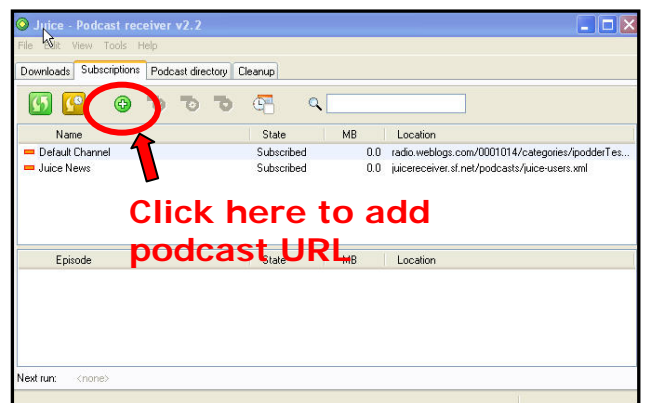 Juice - Podcast receiver v2.2
File Edit View Tools Help
Downloads Subscriptions Podcast directory Cleanup
Name State MB Location
Default Channel Subscribed 0.0 radio.weblogs.com/0001014/categories/ipodderTes...
Juice News Subscribed 0.0 juicereceiver.sf.net/podcasts/juice-users.xml
Click here to add
podcast URL
Episode State MB Location
Next run: <none>